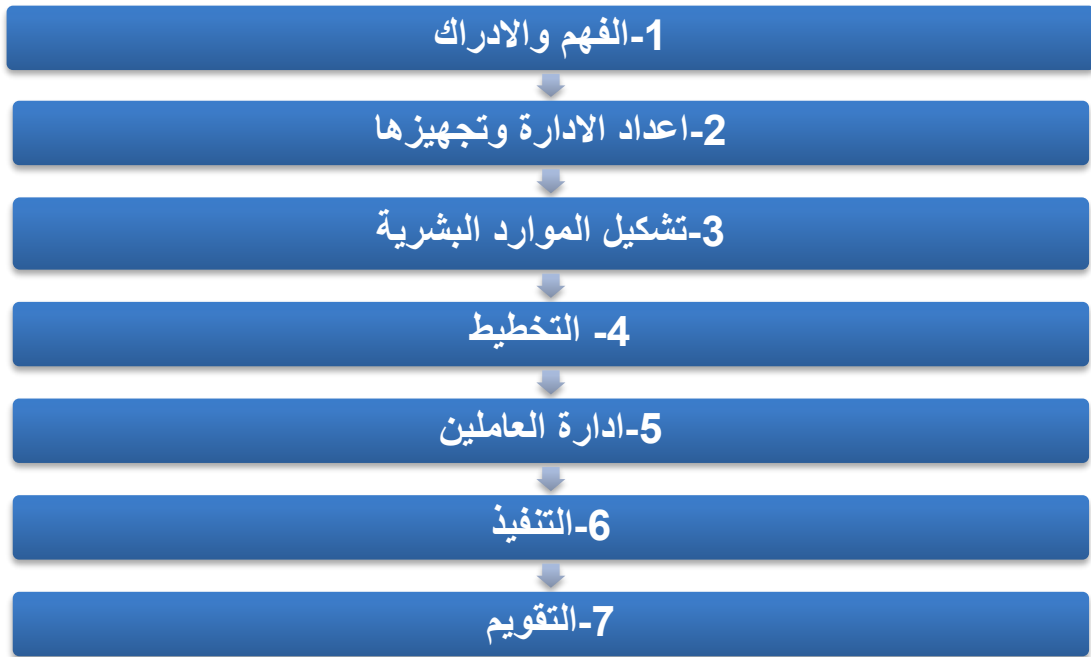 1-الفهم والادراك
2-اعداد الادارة وتجهيزها
3-تشكيل الموارد البشرية
4- التخطيط
5-ادارة العاملين
6-التنفيذ
7-التقويم